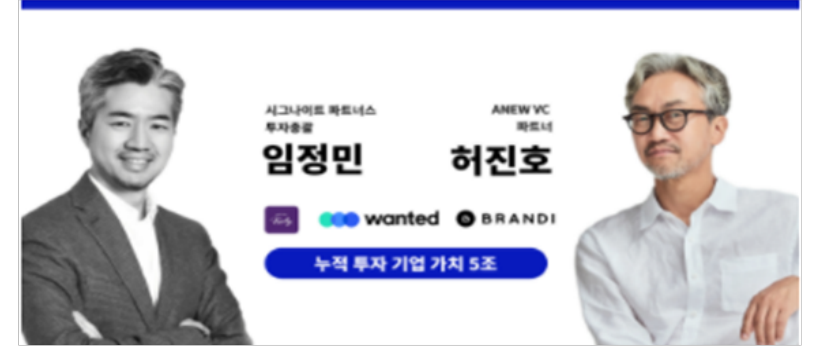 시그나이트 파트너스
투자총괄
임정민
ANEW VC
파트너
허진호
wanted
BRANDI
누적 투자 기업 가치 5조